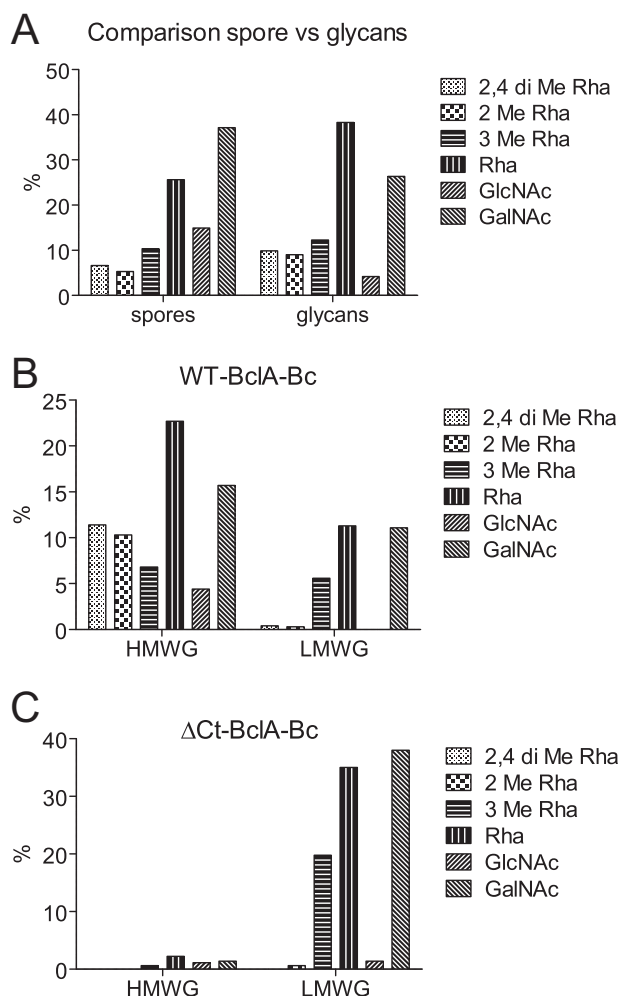 A
Comparison spore vs glycans
50
40
30
20
10
0
%
spores
glycans
2,4 di Me Rha
2 Me Rha
3 Me Rha
Rha
GlcNAc
GalNAc
B
WT-BclA-Bc
25
20
15
10
5
0
%
HMWG
LMWG
2,4 di Me Rha
2 Me Rha
3 Me Rha
Rha
GlcNAc
GalNAc
C
ΔCt-BclA-Bc
40
30
20
10
0
%
HMWG
LMWG
2,4 di Me Rha
2 Me Rha
3 Me Rha
Rha
GlcNAc
GalNAc